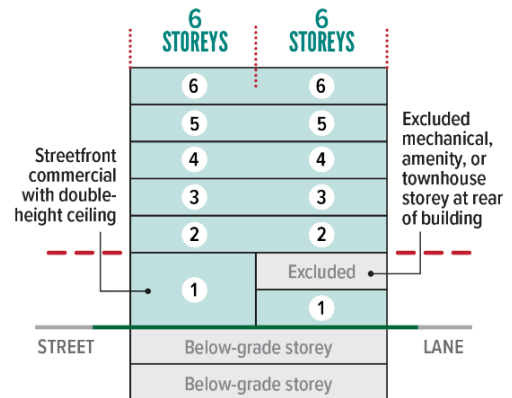 6
STOREYS
6
STOREYS
6
6
5
5
4
4
3
3
2
2
Streetfront
commercial
with double-
height ceiling
Excluded
mechanical,
amenity, or
townhouse
storey at rear
of building
Excluded
1
1
STREET
Below-grade storey
LANE
Below-grade storey